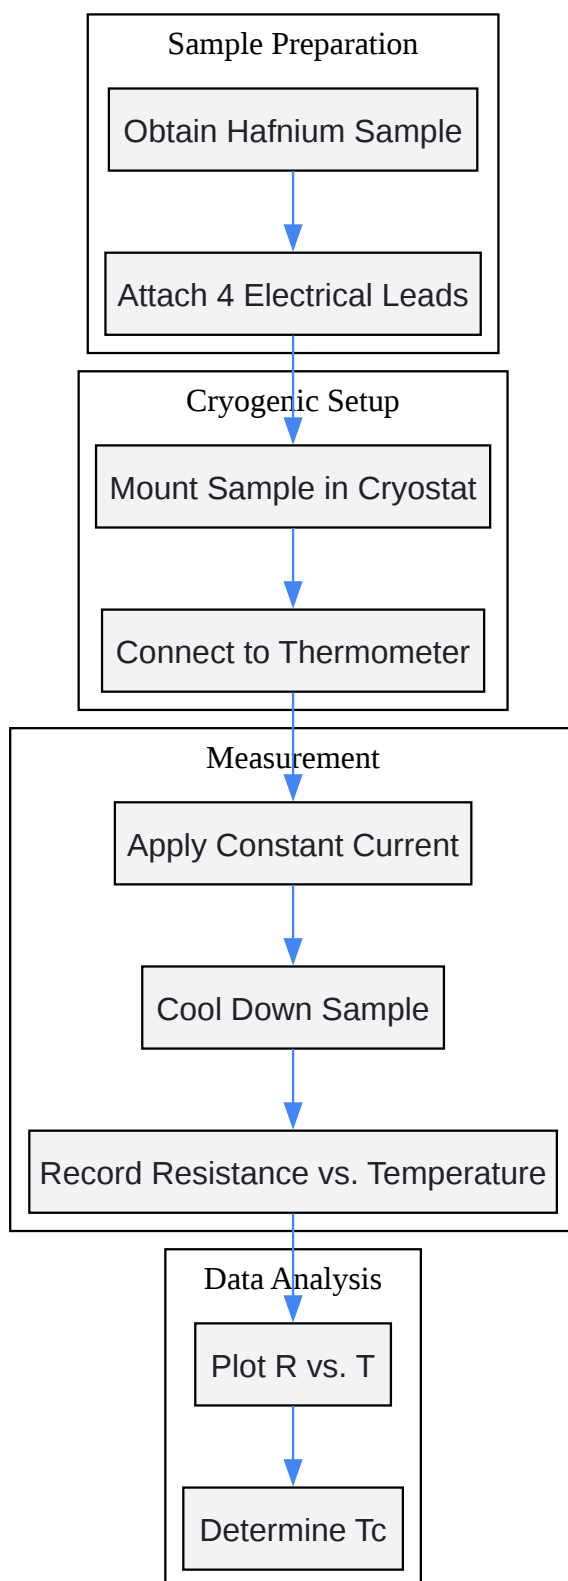 Sample Preparation
Obtain Hafnium Sample
Attach 4 Electrical Leads
Cryogenic Setup
Mount Sample in Cryostat
Connect to Thermometer
Measurement
Apply Constant Current
Cool Down Sample
Record Resistance vs. Temperature
Data Analysis
Plot R vs. T
Determine Tc